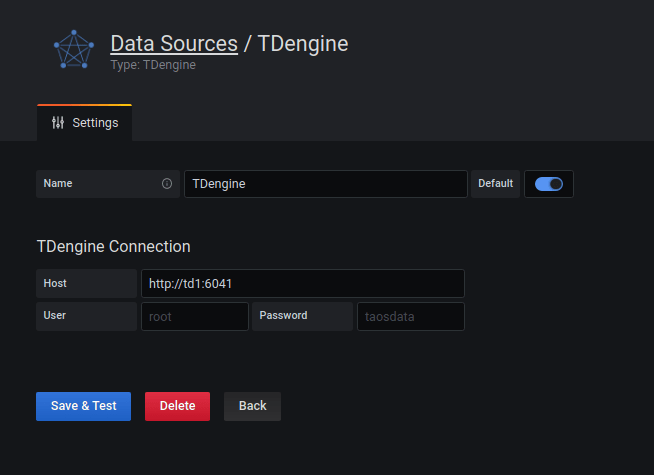 Data Sources / TDengine
Type: TDengine
Settings
Name TDengine Default
TDengine Connection
Host http://td1:6041
User root Password taosdata
Save & Test Delete Back